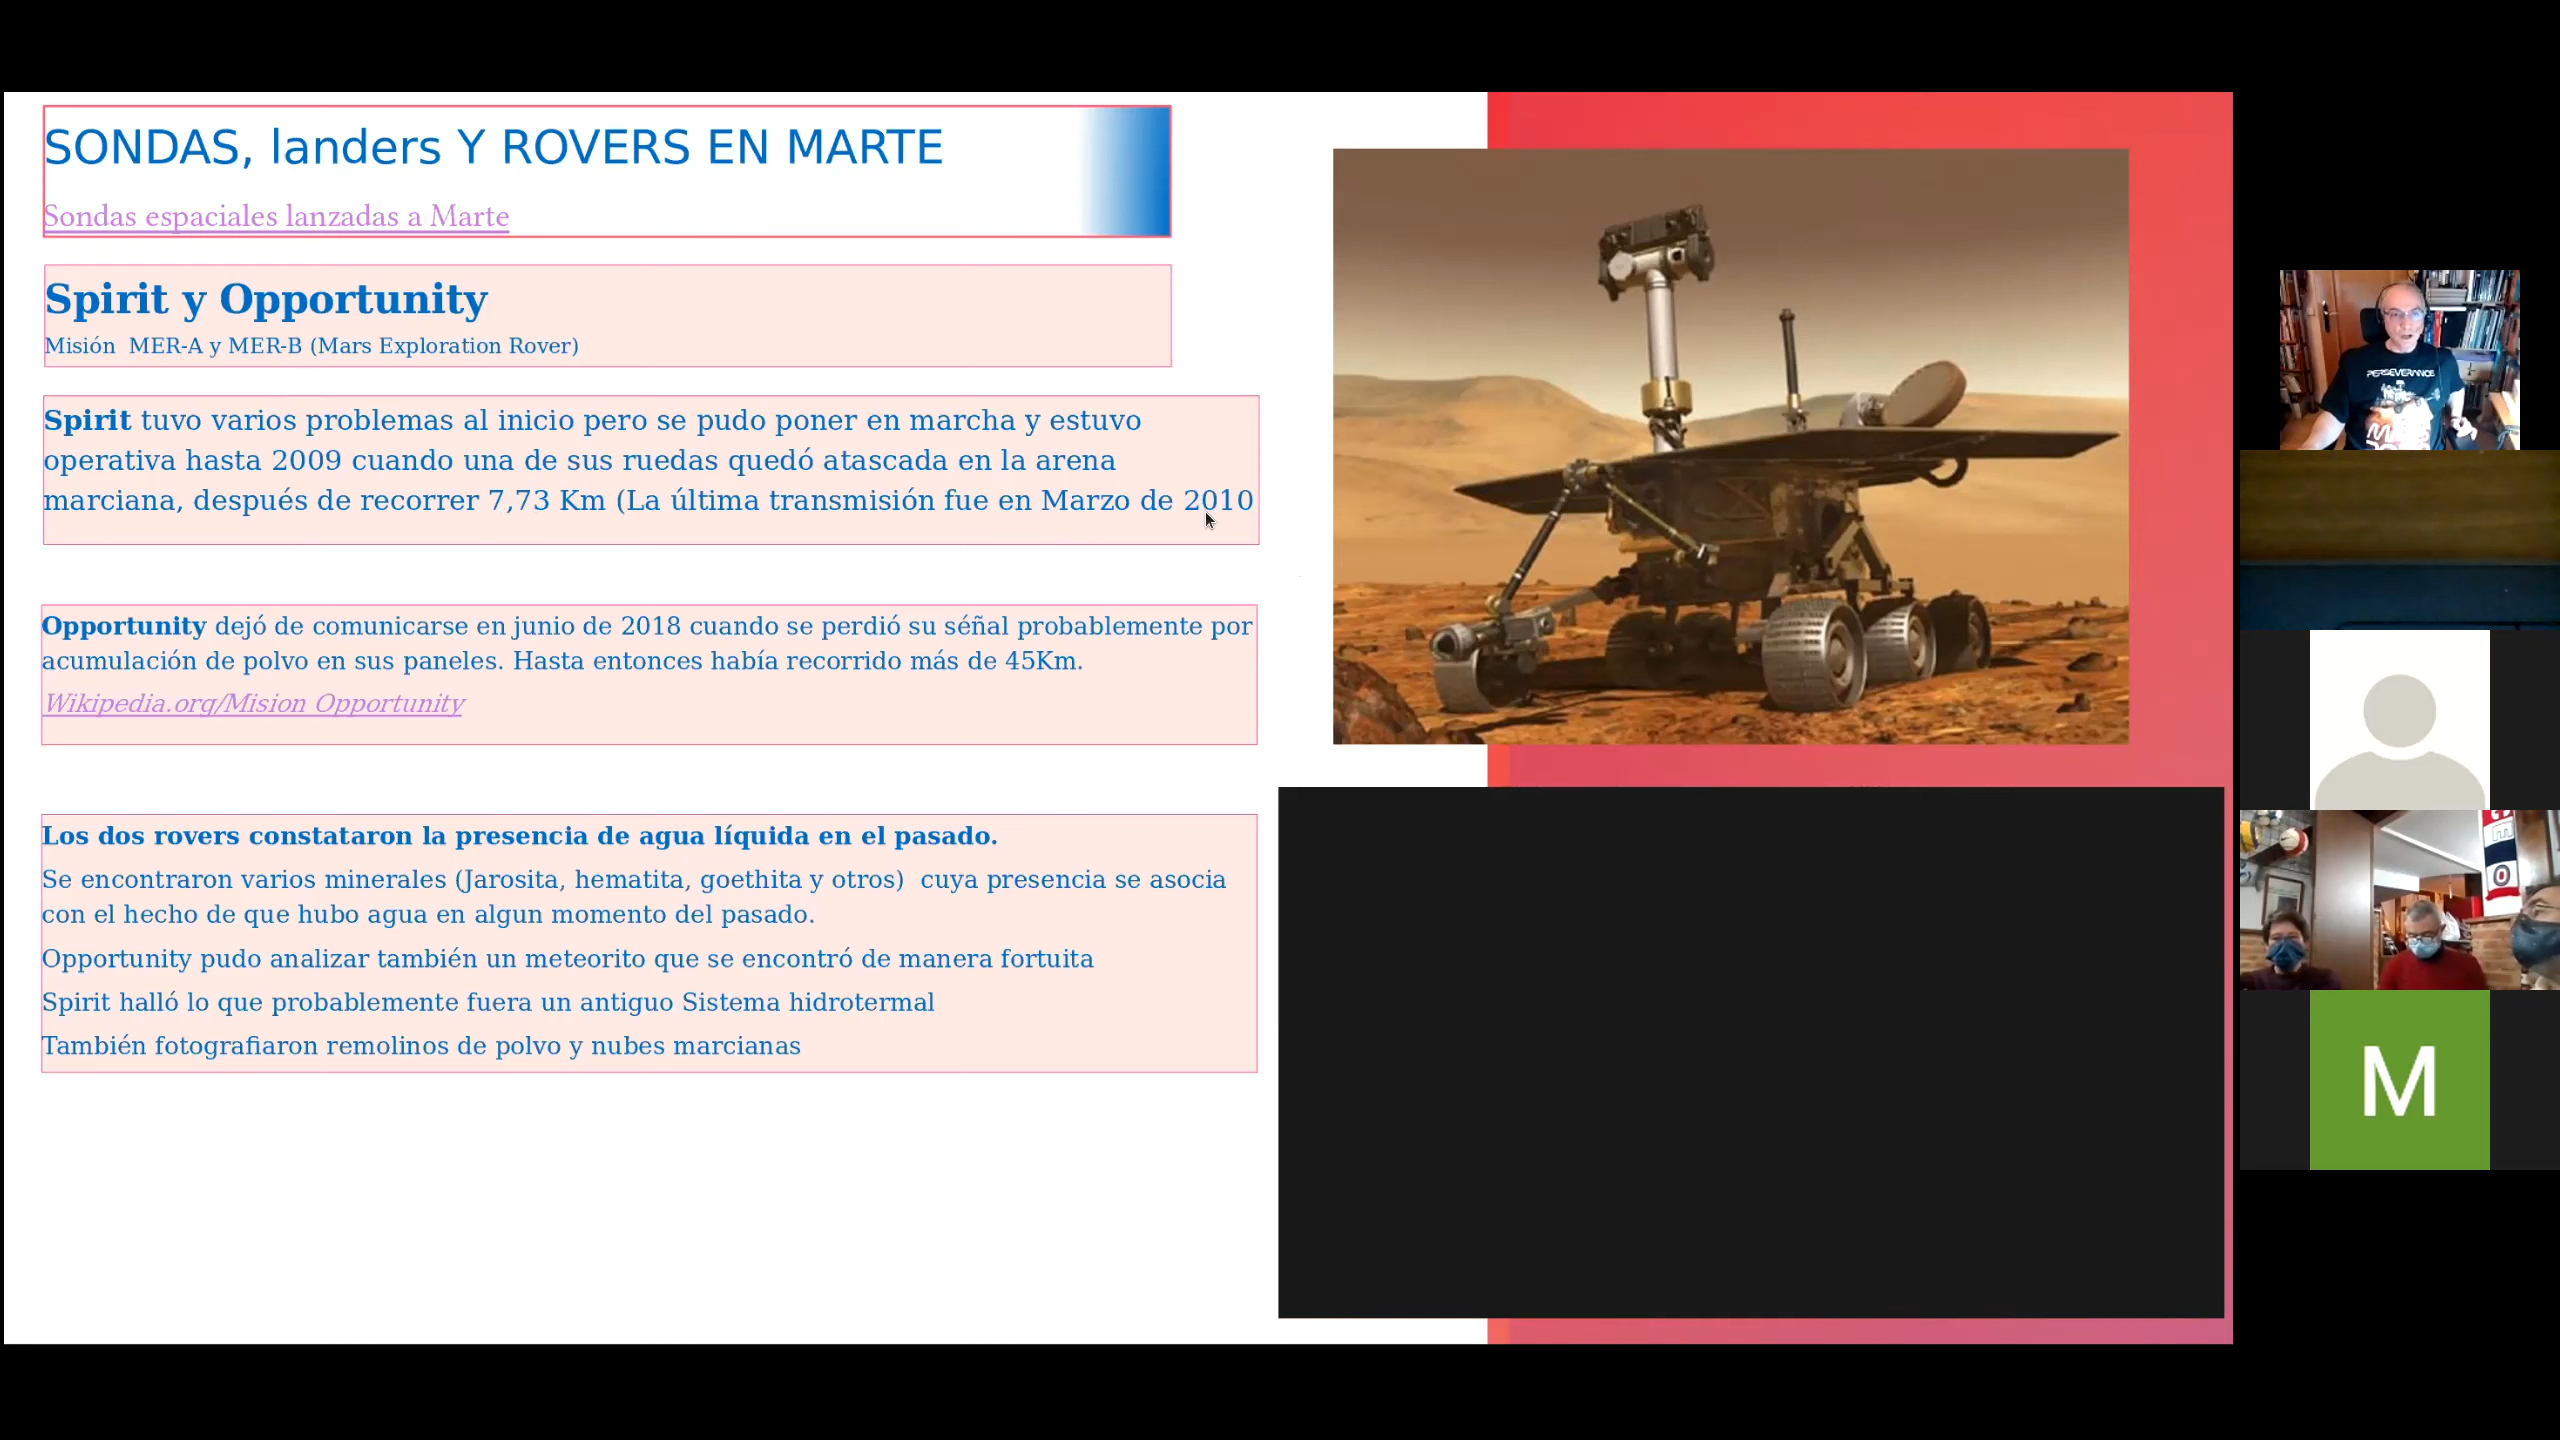 SONDAS, landers Y ROVERS EN MARTE
Sondas espaciales lanzadas a Marte
Spirit y Opportunity
Misión MER-A y MER-B (Mars Exploration Rover)
Spirit tuvo varios problemas al inicio pero se pudo poner en marcha y estuvo
operativa hasta 2009 cuando una de sus ruedas quedó atascada en la arena
marciana, después de recorrer 7,73 Km (La última transmisión fue en Marzo de 2010
Opportunity dejó de comunicarse en junio de 2018 cuando se perdió su séñal probablemente por
acumulación de polvo en sus paneles. Hasta entonces había recorrido más de 45Km.
Wikipedia.org/Mision Opportunity
Los dos rovers constataron la presencia de agua líquida en el pasado.
Se encontraron varios minerales (Jarosita, hematita, goethita y otros) cuya presencia se asocia
con el hecho de que hubo agua en algun momento del pasado.
Opportunity pudo analizar también un meteorito que se encontró de manera fortuita
Spirit halló lo que probablemente fuera un antiguo Sistema hidrotermal
También fotografiaron remolinos de polvo y nubes marcianas
PERSEVERANCE
M